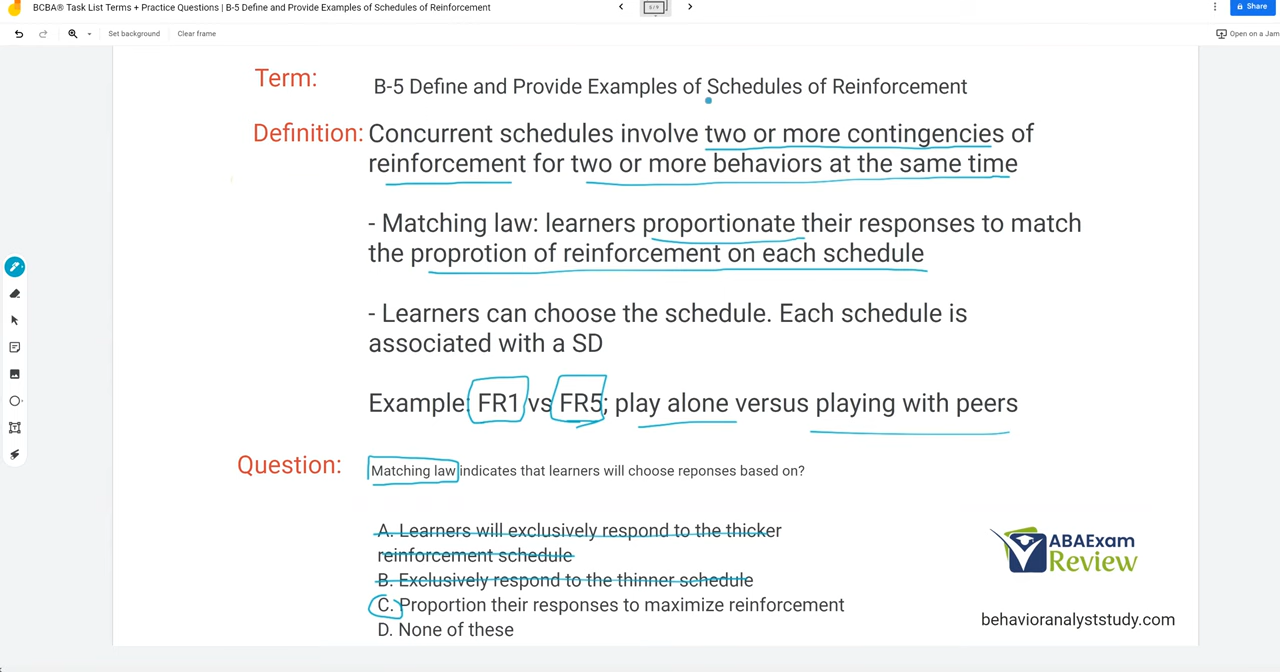 BCBA® Task List Terms + Practice Questions | B-5 Define and Provide Examples of Schedules of Reinforcement
3 / 9
Share
Set background
Clear frame
Open on a Jam
Term:
B-5 Define and Provide Examples of Schedules of Reinforcement
Definition:
Concurrent schedules involve two or more contingencies of
reinforcement for two or more behaviors at the same time
- Matching law: learners proportionate their responses to match
the proprotion of reinforcement on each schedule
- Learners can choose the schedule. Each schedule is
associated with a SD
Example: FR1 vs FR5; play alone versus playing with peers
Question:
Matching law indicates that learners will choose reponses based on?
A. Learners will exclusively respond to the thicker
reinforcement schedule
B. Exclusively respond to the thinner schedule
C. Proportion their responses to maximize reinforcement
D. None of these
ABAExam
Review
behavioranalyststudy.com